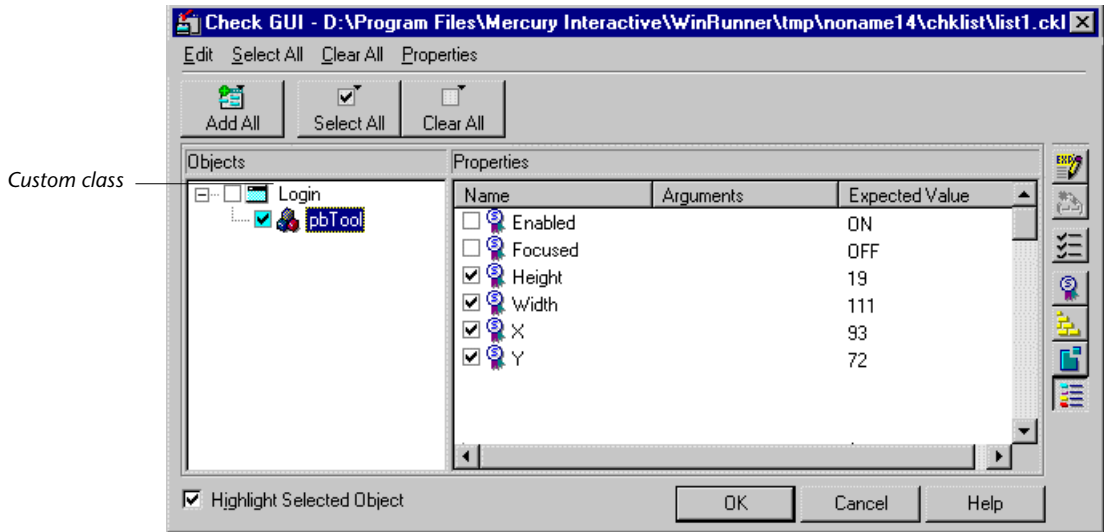 Check GUI - D:\Program Files\Mercury Interactive\WinRunner\tmp\noname14\chklist\list1.ckl
Edit Select All Clear All Properties
Add All Select All Clear All
Objects Properties
Custom class
Login
pbTool
Name Arguments Expected Value
Enabled ON
Focused OFF
Height 19
Width 111
X 93
Y 72
EXP
Highlight Selected Object
OK Cancel Help